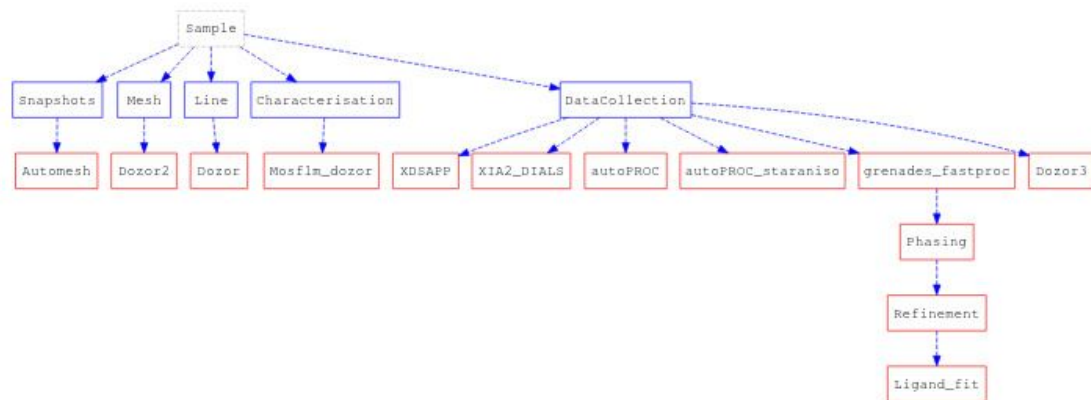 Sample
Snapshots
Mesh
Line
Characterisation
DataCollection
Automesh
Dozor2
Dozor
Mosflm_dozor
XDSAPP
XIA2_DIALS
autoPROC
autoPROC_staraniso
grenades_fastproc
Dozor3
Phasing
Refinement
Ligand_fit